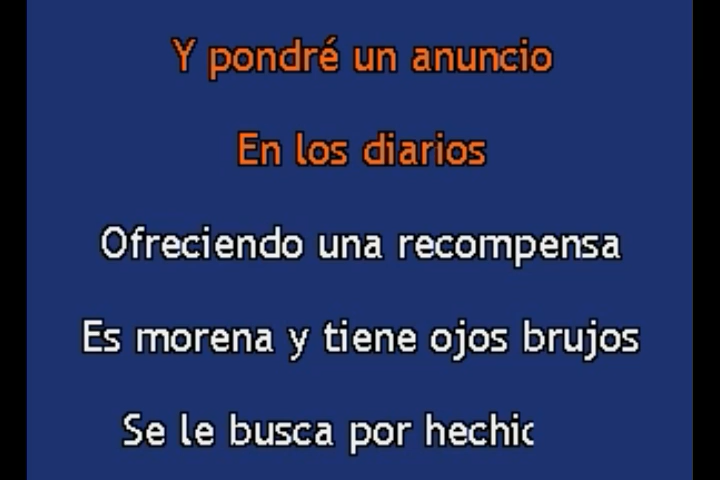 Y pondré un anuncio
En los diarios
Ofreciendo una recompensa
Es morena y tiene ojos brujos
Se le busca por